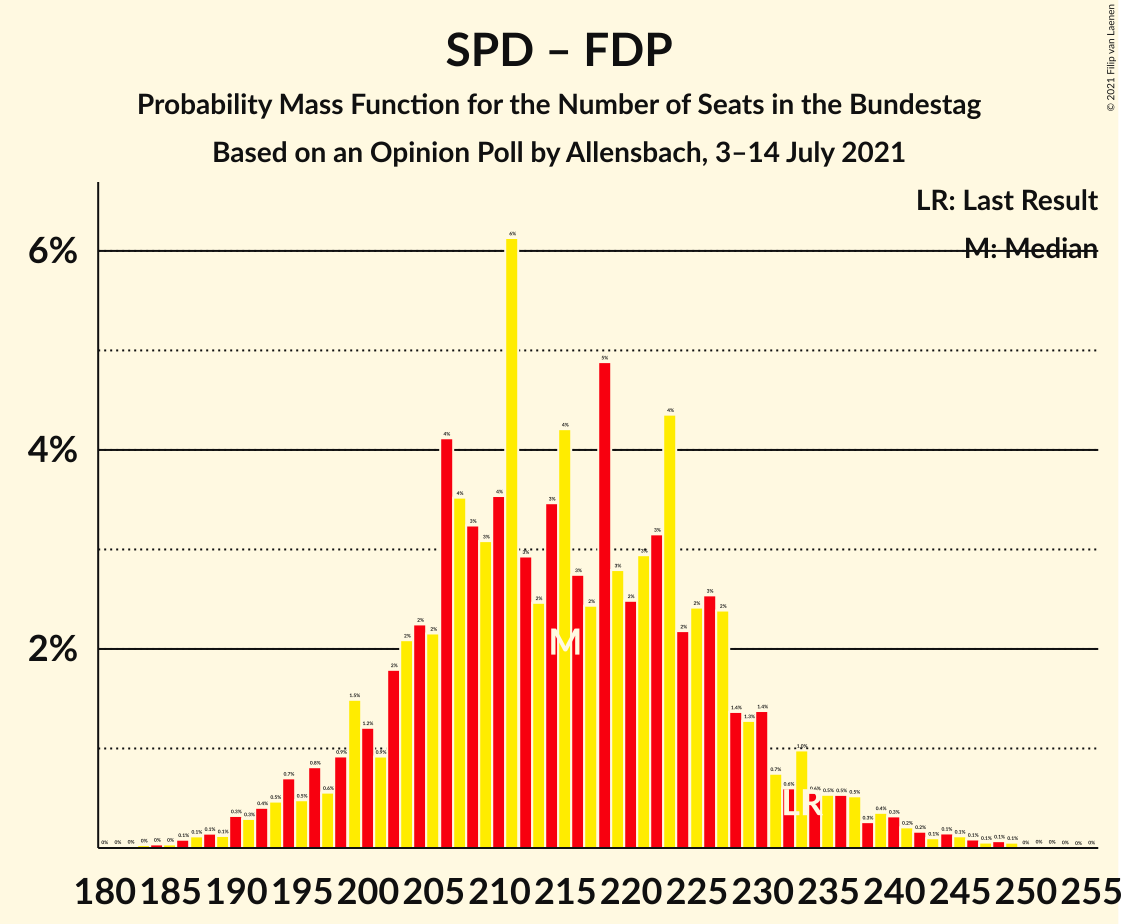 SPD – FDP
Probability Mass Function for the Number of Seats in the Bundestag
Based on an Opinion Poll by Allensbach, 3–14 July 2021
© 2021 Filip van Laenen
LR: Last Result
M: Median
6%
4%
2%
M
LR
180 185 190 195 200 205 210 215 220 225 230 235 240 245 250 255